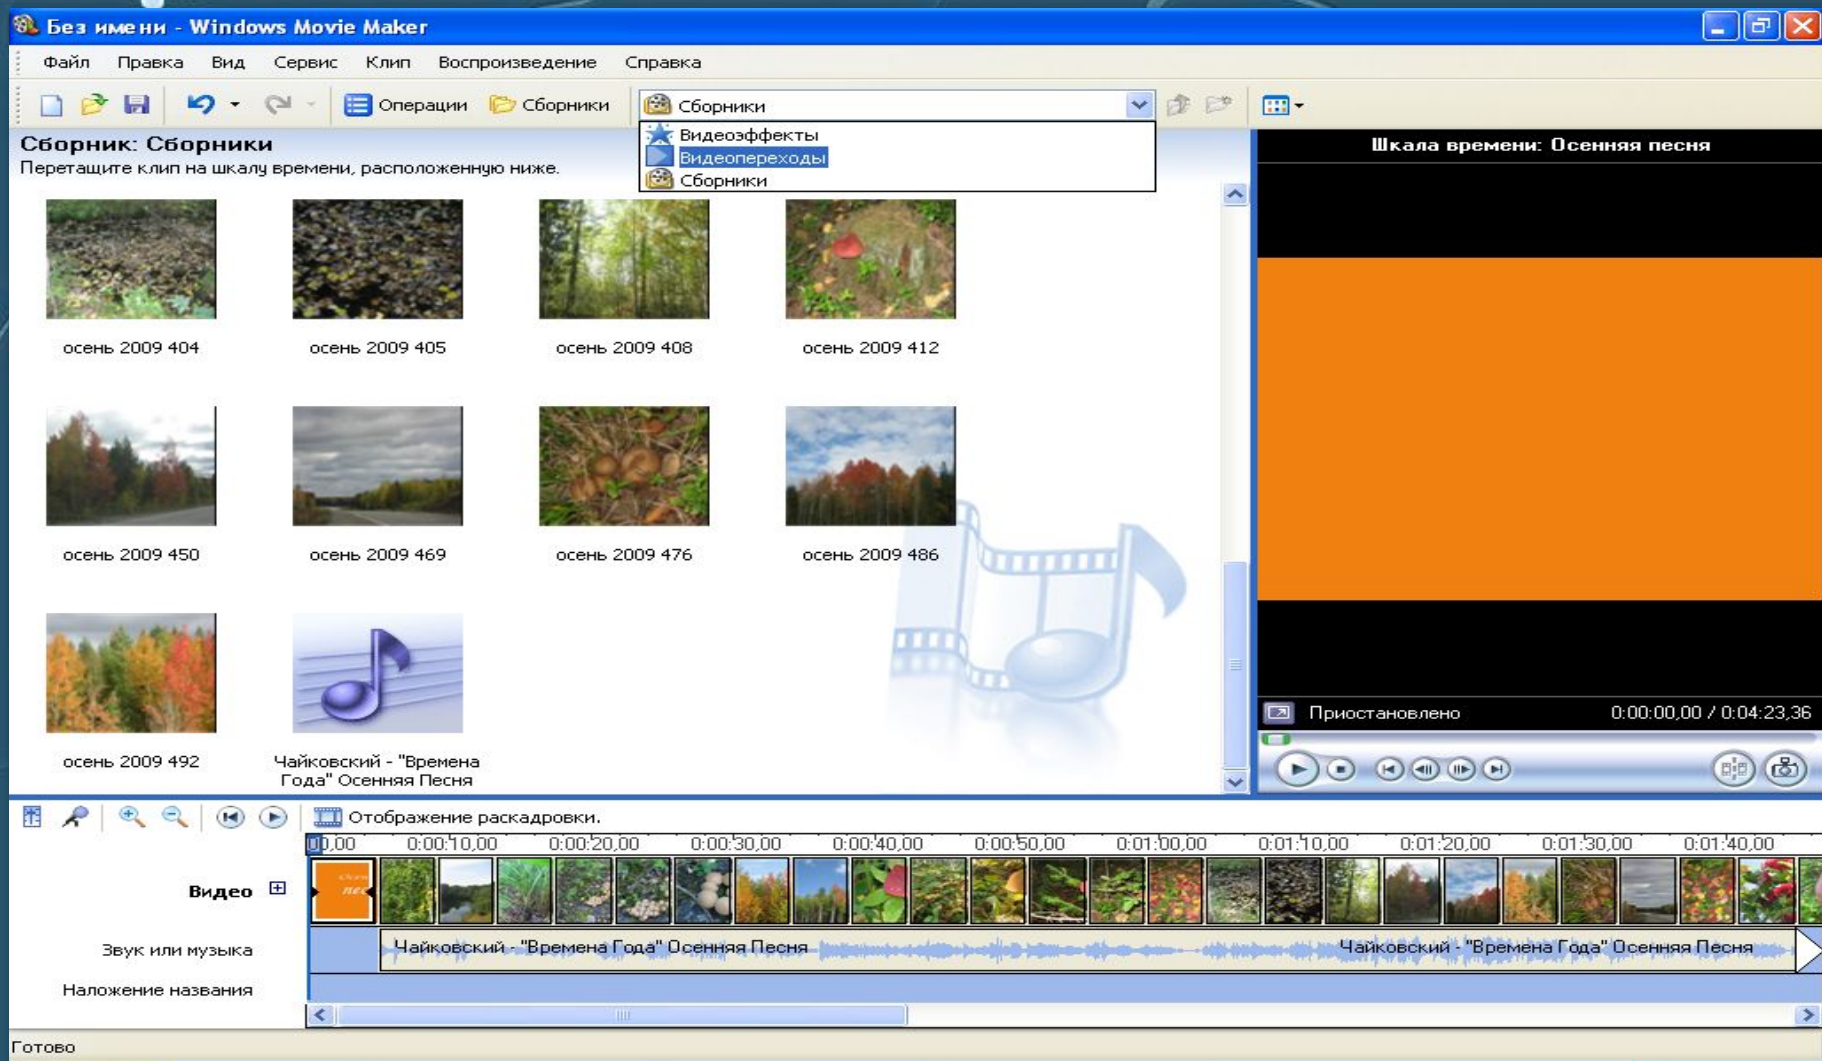 Без имени - Windows Movie Maker
Файл Правка Вид Сервис Клип Воспроизведение Справка
Операции Сборники Сборники
Видеоэффекты
Видеопереходы
Сборники
Сборник: Сборники
Перетащите клип на шкалу времени, расположенную ниже.
Шкала времени: Осенняя песня
осень 2009 404 осень 2009 405 осень 2009 408 осень 2009 412
осень 2009 450 осень 2009 469 осень 2009 476 осень 2009 486
осень 2009 492 Чайковский - "Времена
Года" Осенняя Песня
Приостановлено 0:00:00,00 / 0:04:23,36
Отображение раскадровки.
0,00 0:00:10,00 0:00:20,00 0:00:30,00 0:00:40,00 0:00:50,00 0:01:00,00 0:01:10,00 0:01:20,00 0:01:30,00 0:01:40,00
Видео
Звук или музыка Чайковский - "Времена Года" Осенняя Песня Чайковский - "Времена Года" Осенняя Песня
Наложение названия
Готово